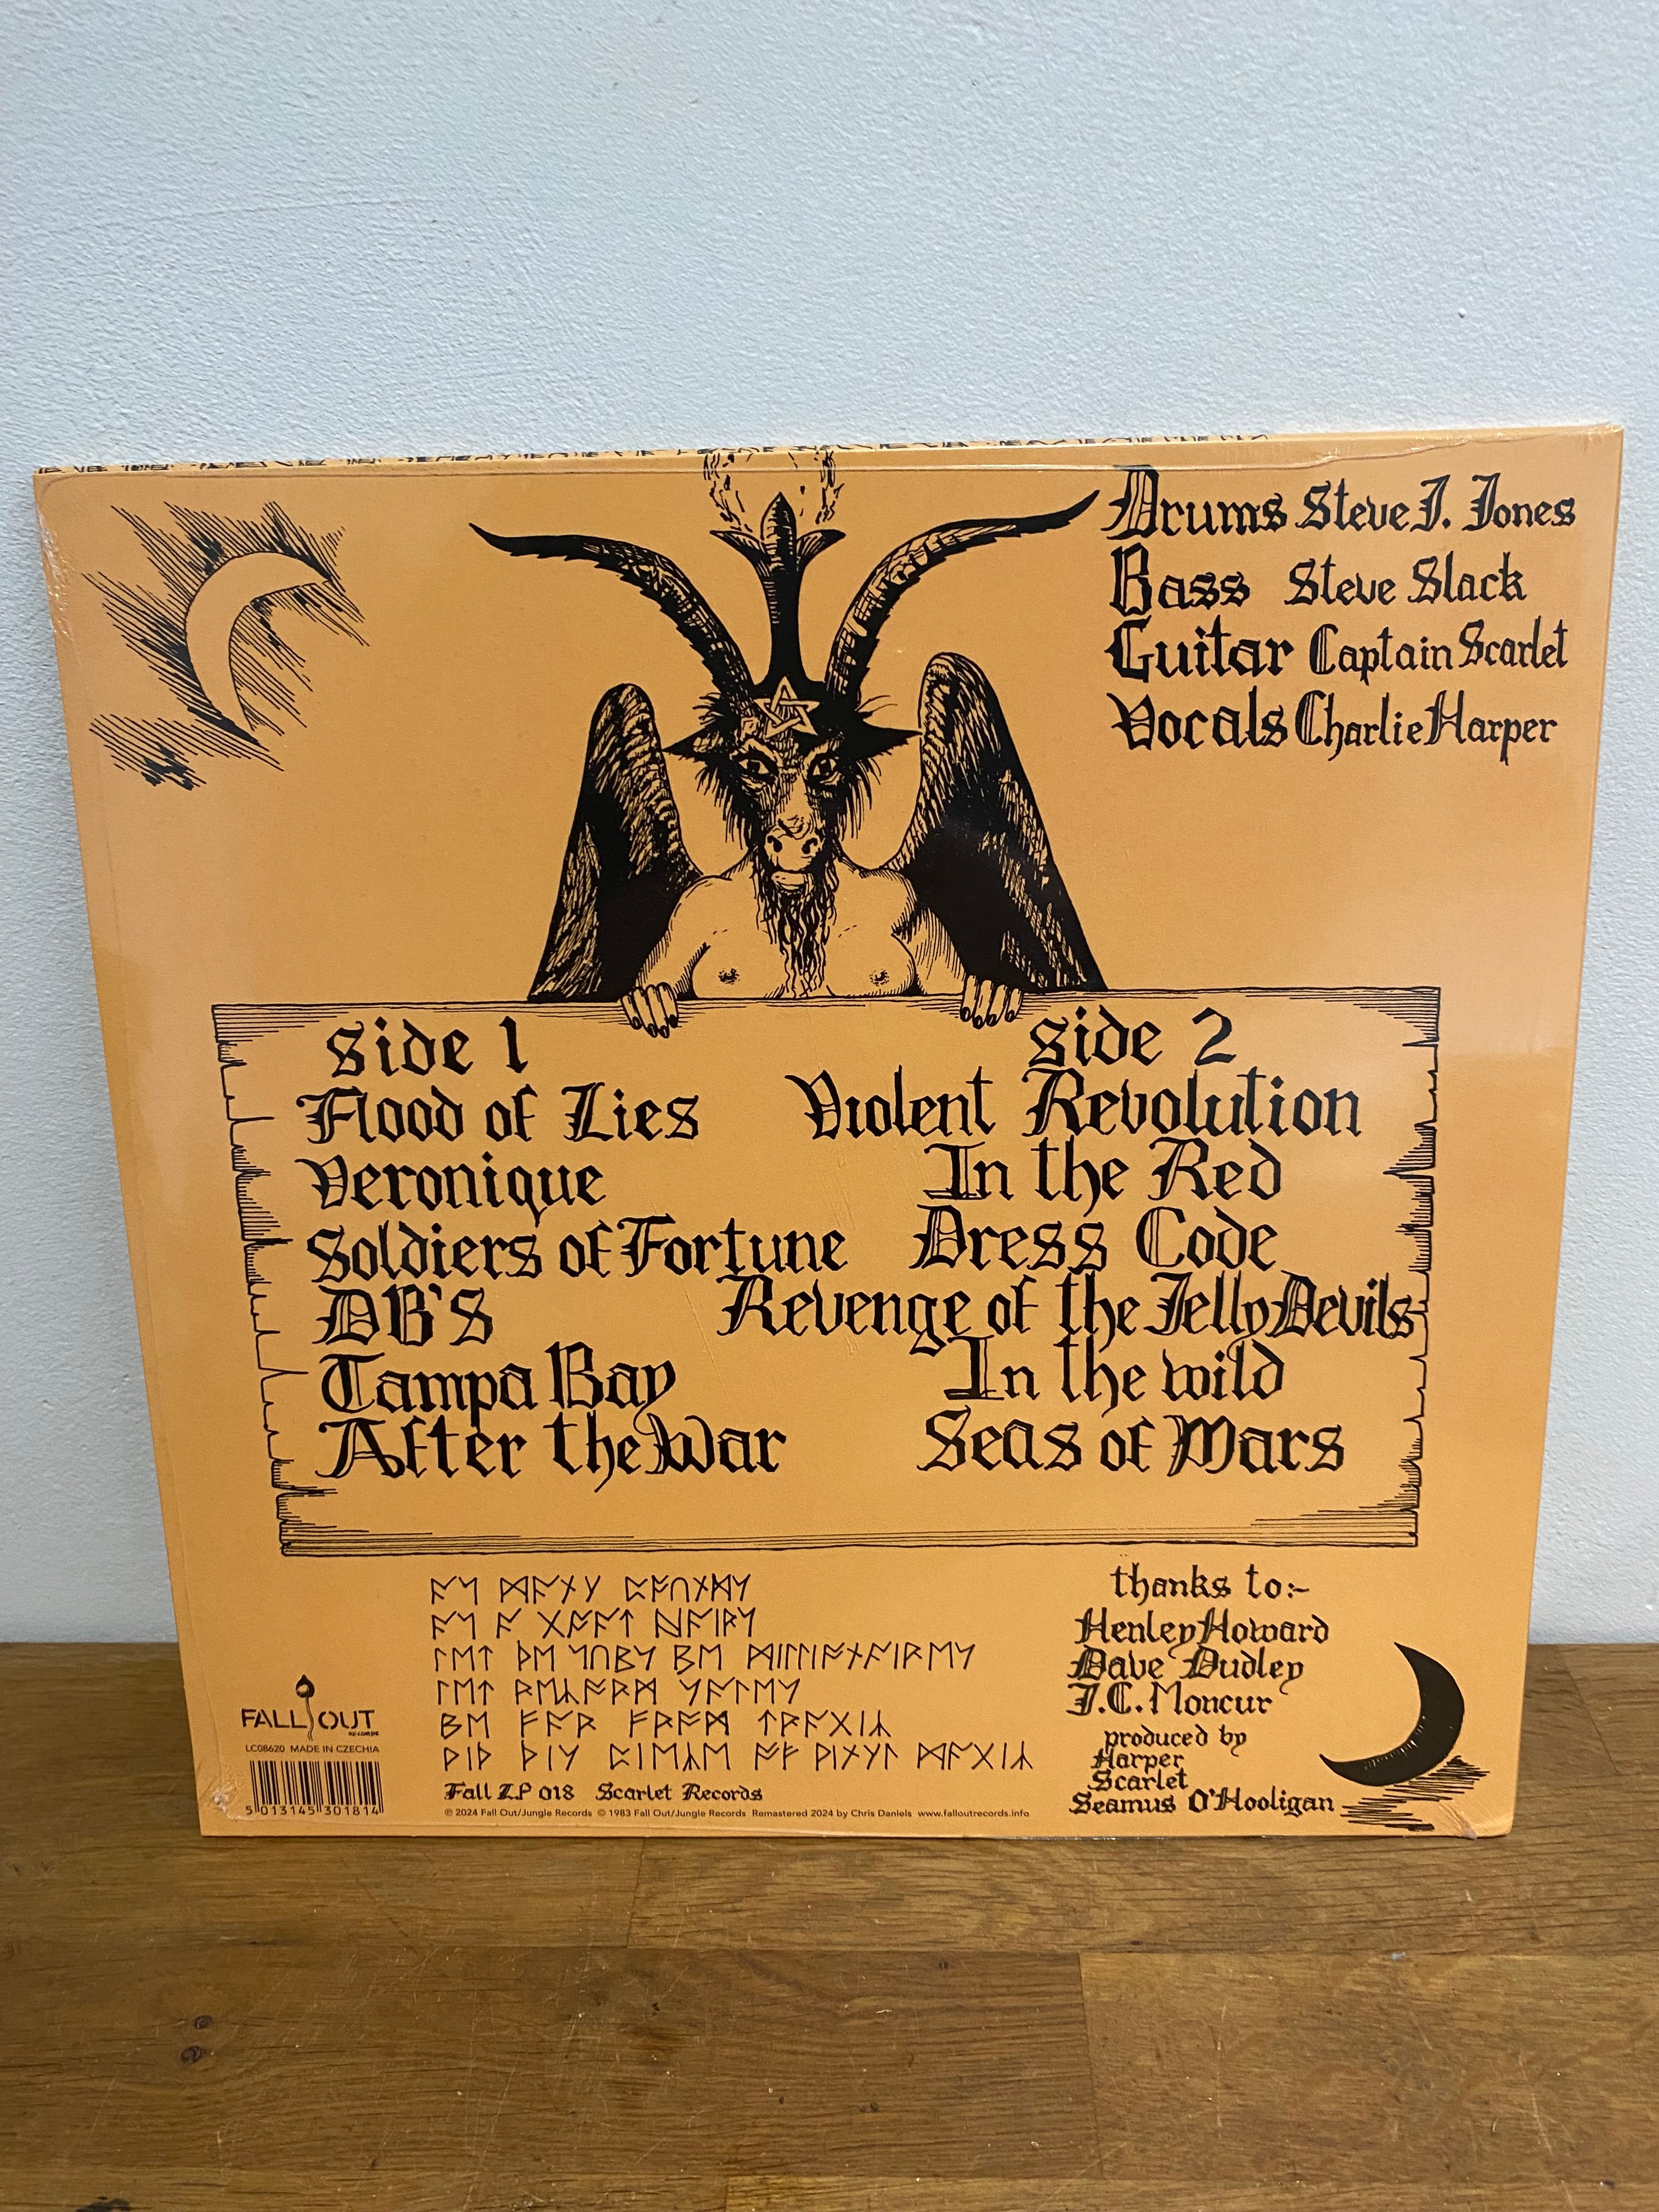 Drums Steve J. Jones
Bass Steve Slack
Guitar Captain Scarlet
Vocals Charlie Harper
Side 1
Flood of Lies
Veronique
Soldiers of Fortune
DB'S
Tampa Bay
After the War
Side 2
Violent Revolution
In the Red
Dress Code
Revenge of the Jelly Devils
In the wild
Seas of Mars
FALL OUT
RECORDS
LC08620 MADE IN CZECHIA
5 013145 301814
Fall LP 018 Scarlet Records
℗ 2024 Fall Out/Jungle Records © 1983 Fall Out/Jungle Records Remastered 2024 by Chris Daniels www.falloutrecords.info
thanks to:-
Henley Howard
Dave Dudley
J.C. Moncur
produced by
Harper
Scarlet
Seamus O'Hooligan